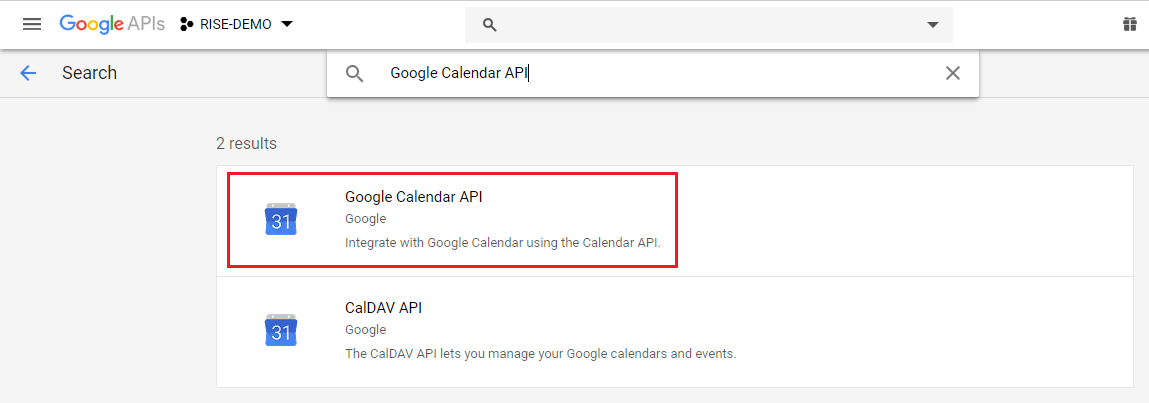 Google APIs RISE-DEMO
Search Google Calendar API
2 results
31
Google Calendar API
Google
Integrate with Google Calendar using the Calendar API.
31
CalDAV API
Google
The CalDAV API lets you manage your Google calendars and events.